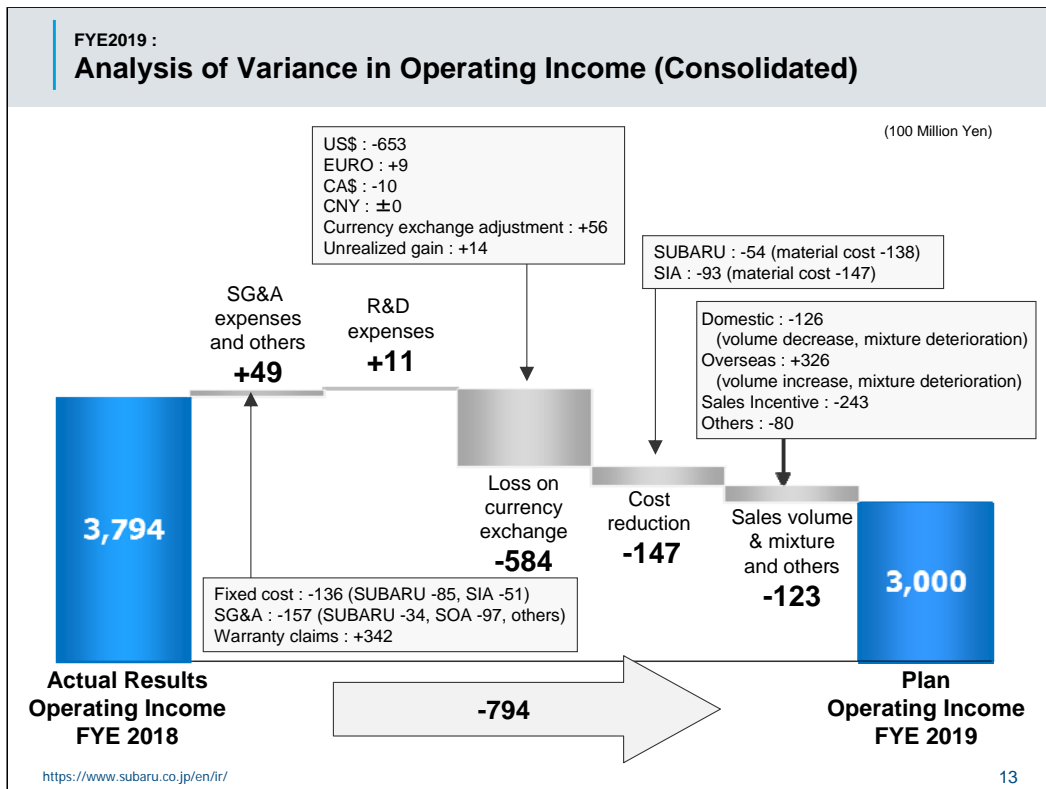 FYE2019 :
Analysis of Variance in Operating Income (Consolidated)
(100 Million Yen)
US$ : -653
EURO : +9
CA$ : -10
CNY : ±0
Currency exchange adjustment : +56
Unrealized gain : +14
SUBARU : -54 (material cost -138)
SIA : -93 (material cost -147)
Domestic : -126
(volume decrease, mixture deterioration)
Overseas : +326
(volume increase, mixture deterioration)
Sales Incentive : -243
Others : -80
SG&A
expenses
and others
+49
R&D
expenses
+11
Loss on
currency
exchange
-584
Cost
reduction
-147
Sales volume
& mixture
and others
-123
3,794
3,000
Fixed cost : -136 (SUBARU -85, SIA -51)
SG&A : -157 (SUBARU -34, SOA -97, others)
Warranty claims : +342
Actual Results
Operating Income
FYE 2018
-794
Plan
Operating Income
FYE 2019
https://www.subaru.co.jp/en/ir/
13